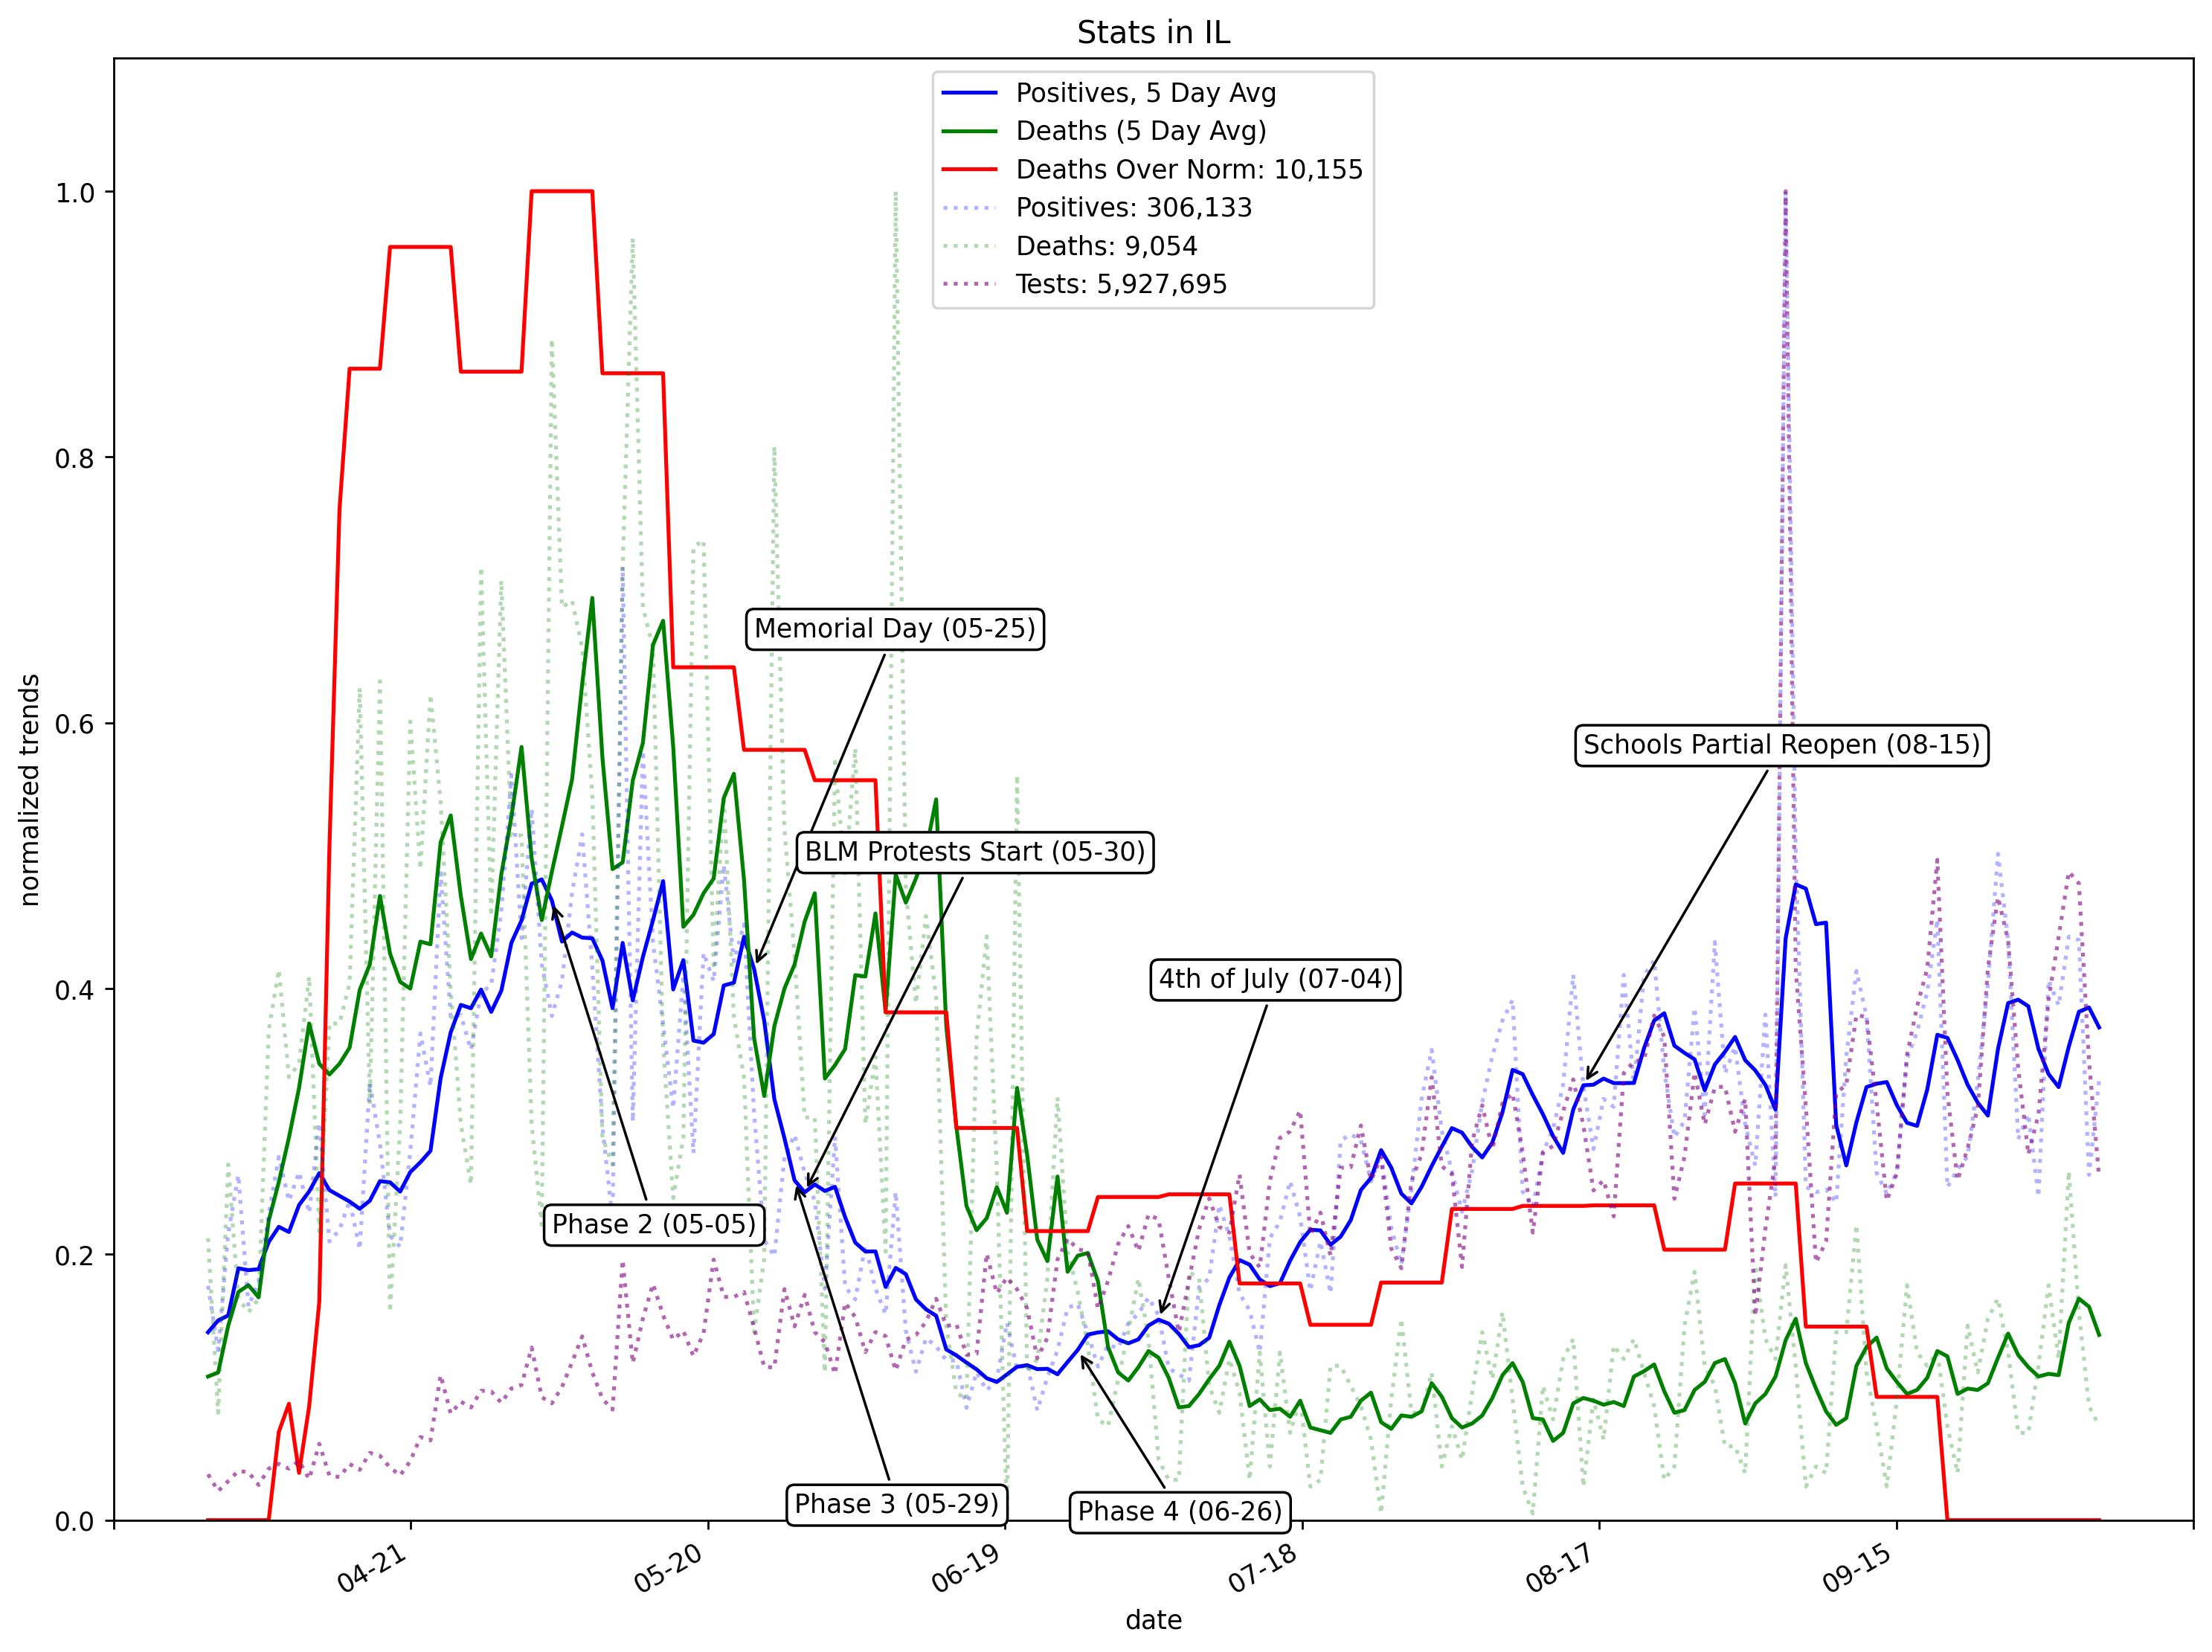 Stats in IL
Positives, 5 Day Avg
Deaths (5 Day Avg)
Deaths Over Norm: 10,155
Positives: 306,133
Deaths: 9,054
Tests: 5,927,695
1.0
0.8
0.6
0.4
0.2
0.0
normalized trends
Memorial Day (05-25)
Schools Partial Reopen (08-15)
BLM Protests Start (05-30)
4th of July (07-04)
Phase 2 (05-05)
Phase 3 (05-29)
Phase 4 (06-26)
04-21
05-20
06-19
07-18
08-17
09-15
date